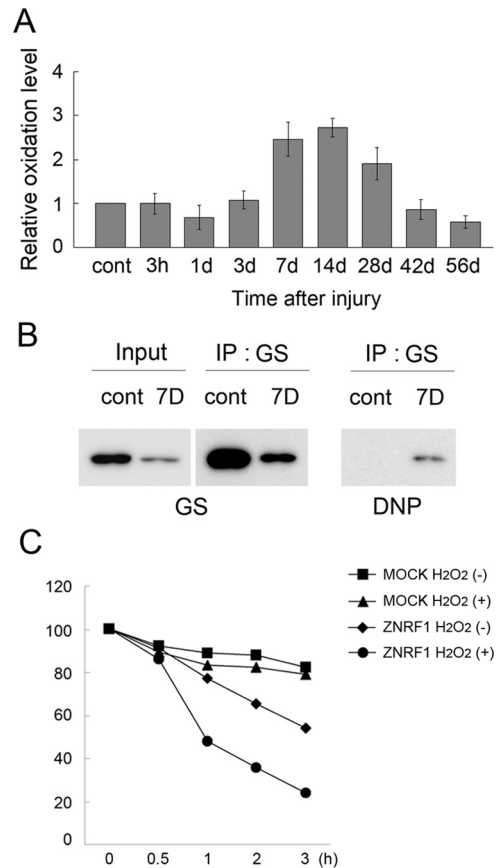 A
Relative oxidation level
4
3
2
1
0
cont 3h 1d 3d 7d 14d 28d 42d 56d
Time after injury
B
Input IP : GS IP : GS
cont 7D cont 7D cont 7D
GS DNP
C
120
100
80
60
40
20
0
0 0.5 1 2 3 (h)
MOCK H2O2 (-)
MOCK H2O2 (+)
ZNRF1 H2O2 (-)
ZNRF1 H2O2 (+)